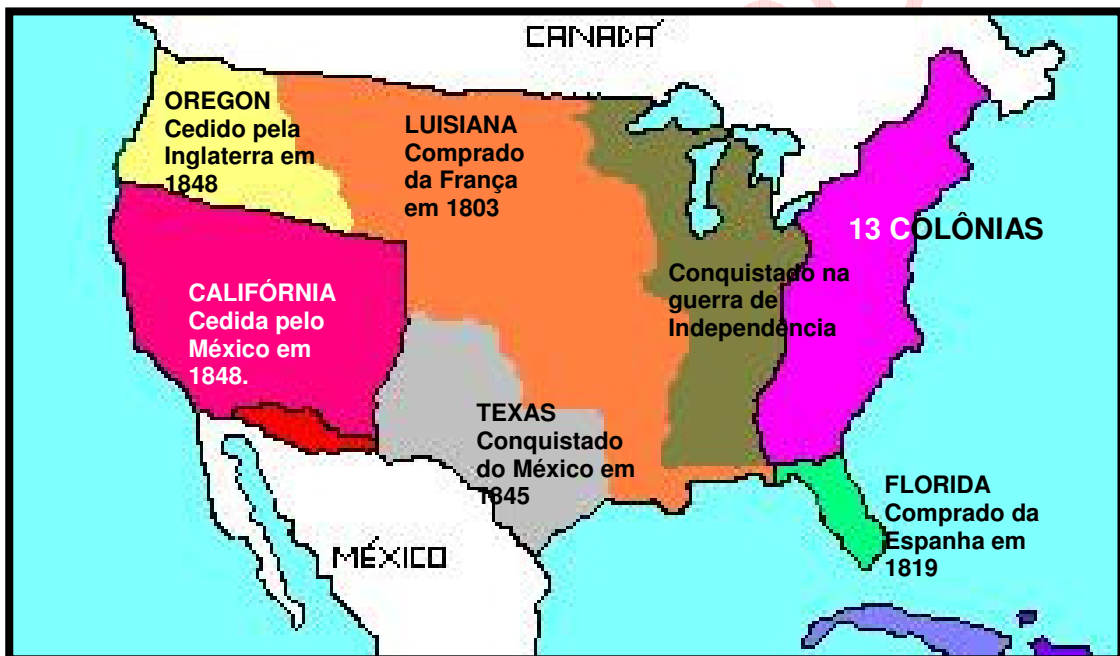 CANADÁ
OREGON
Cedido pela
Inglaterra em
1848
LUISIANA
Comprado
da França
em 1803
13 COLÔNIAS
Conquistado na
guerra de
Independência
CALIFÓRNIA
Cedida pelo
México em
1848.
TEXAS
Conquistado
do México em
1845
FLORIDA
Comprado da
Espanha em
1819
MÉXICO